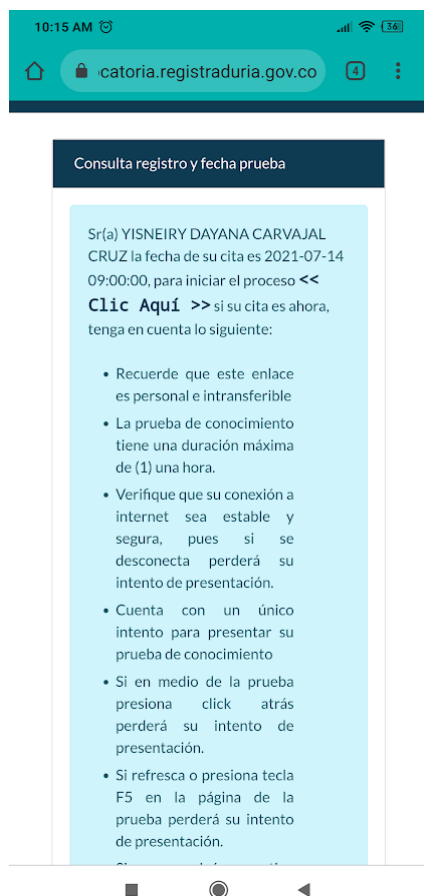 10:15 AM
36
catoria.registraduria.gov.co
4
Consulta registro y fecha prueba
Sr(a) YISNEIRY DAYANA CARVAJAL
CRUZ la fecha de su cita es 2021-07-14
09:00:00, para iniciar el proceso <<
Clic Aquí >> si su cita es ahora,
tenga en cuenta lo siguiente:
• Recuerde que este enlace
es personal e intransferible
• La prueba de conocimiento
tiene una duración máxima
de (1) una hora.
• Verifique que su conexión a
internet sea estable y
segura, pues si se
desconecta perderá su
intento de presentación.
• Cuenta con un único
intento para presentar su
prueba de conocimiento
• Si en medio de la prueba
presiona click atrás
perderá su intento de
presentación.
• Si refresca o presiona tecla
F5 en la página de la
prueba perderá su intento
de presentación.